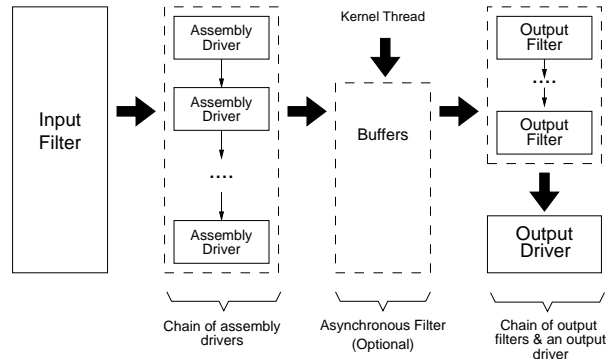 Input
Filter
Assembly
Driver
Assembly
Driver
....
Assembly
Driver
Chain of assembly
drivers
Kernel Thread
Buffers
Asynchronous Filter
(Optional)
Output
Filter
....
Output
Filter
Output
Driver
Chain of output
filters & an output
driver